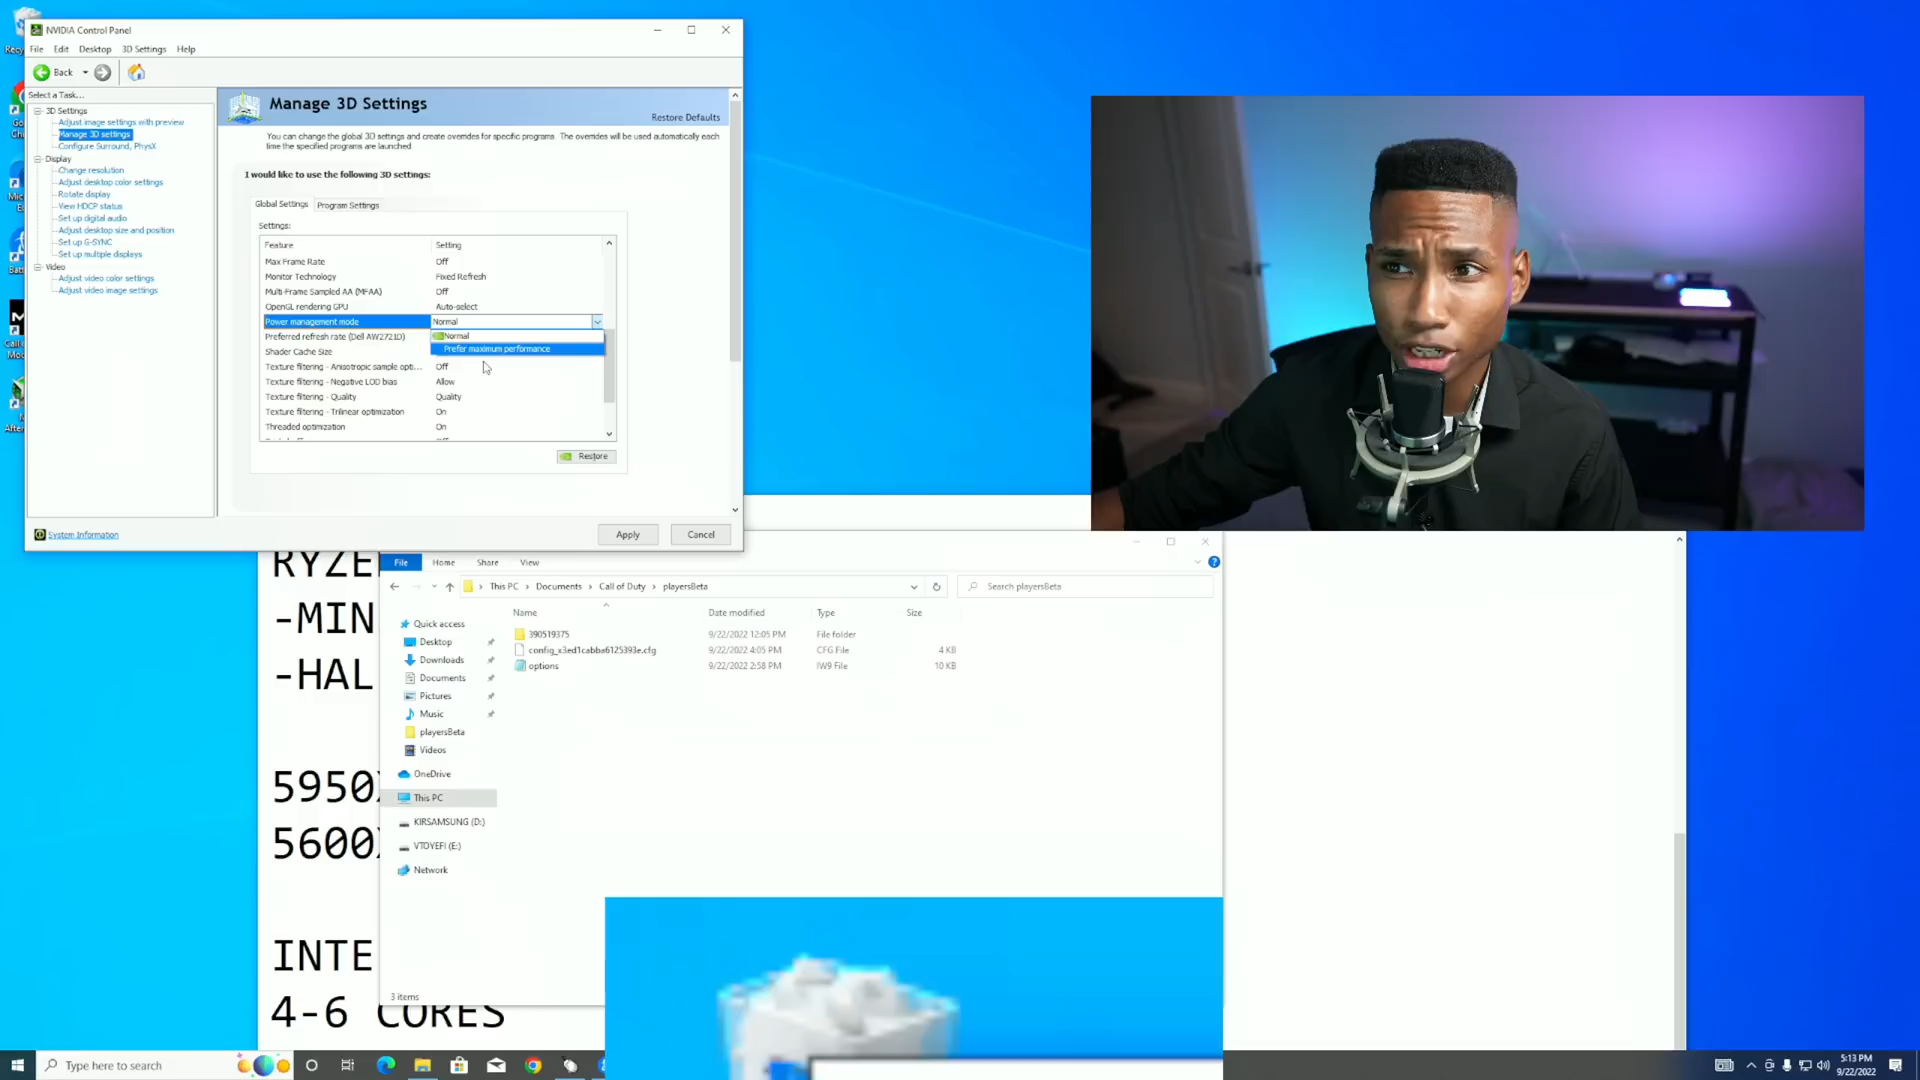 NVIDIA Control Panel
File Edit Desktop 3D Settings Help
Back
Select a Task...
3D Settings
Adjust image settings with preview
Manage 3D settings
Configure Surround, PhysX
Display
Change resolution
Adjust desktop color settings
Rotate display
View HDCP status
Set up digital audio
Adjust desktop size and position
Set up G-SYNC
Set up multiple displays
Video
Adjust video color settings
Adjust video image settings
System Information
Manage 3D Settings
Restore Defaults
You can change the global 3D settings and create overrides for specific programs. The overrides will be used automatically each
time the specified programs are launched
I would like to use the following 3D settings:
Global Settings Program Settings
Settings:
Feature Setting
Max Frame Rate Off
Monitor Technology Fixed Refresh
Multi-Frame Sampled AA (MFAA) Off
OpenGL rendering GPU Auto-select
Power management mode Normal
Preferred refresh rate (Dell AW2721D) Normal
Shader Cache Size Prefer maximum performance
Texture filtering - Anisotropic sample opti... Off
Texture filtering - Negative LOD bias Allow
Texture filtering - Quality Quality
Texture filtering - Trilinear optimization On
Threaded optimization On
Restore
Apply Cancel
RYZE
-MIN
-HAL
5950X
5600X
INTE
4-6 CORES
File Home Share View
This PC > Documents > Call of Duty > playersBeta
Search playersBeta
Name Date modified Type Size
390519375 9/22/2022 12:05 PM File folder
config_x3ed1cabba6125393e.cfg 9/22/2022 4:05 PM CFG File 4 KB
options 9/22/2022 2:58 PM IW9 File 10 KB
Quick access
Desktop
Downloads
Documents
Pictures
Music
playersBeta
Videos
OneDrive
This PC
KIRSAMSUNG (D:)
VTOYEFI (E:)
Network
3 items
Type here to search
5:13 PM
9/22/2022